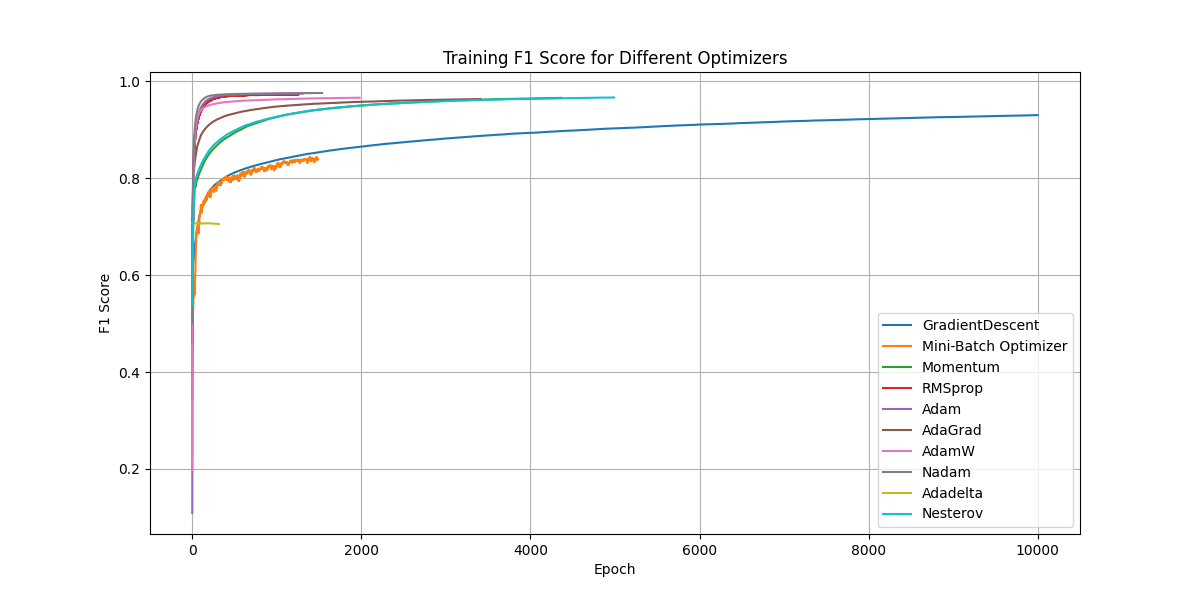 Training F1 Score for Different Optimizers
1.0
0.8
0.6
0.4
0.2
F1 Score
0 2000 4000 6000 8000 10000
Epoch
GradientDescent
Mini-Batch Optimizer
Momentum
RMSprop
Adam
AdaGrad
AdamW
Nadam
Adadelta
Nesterov